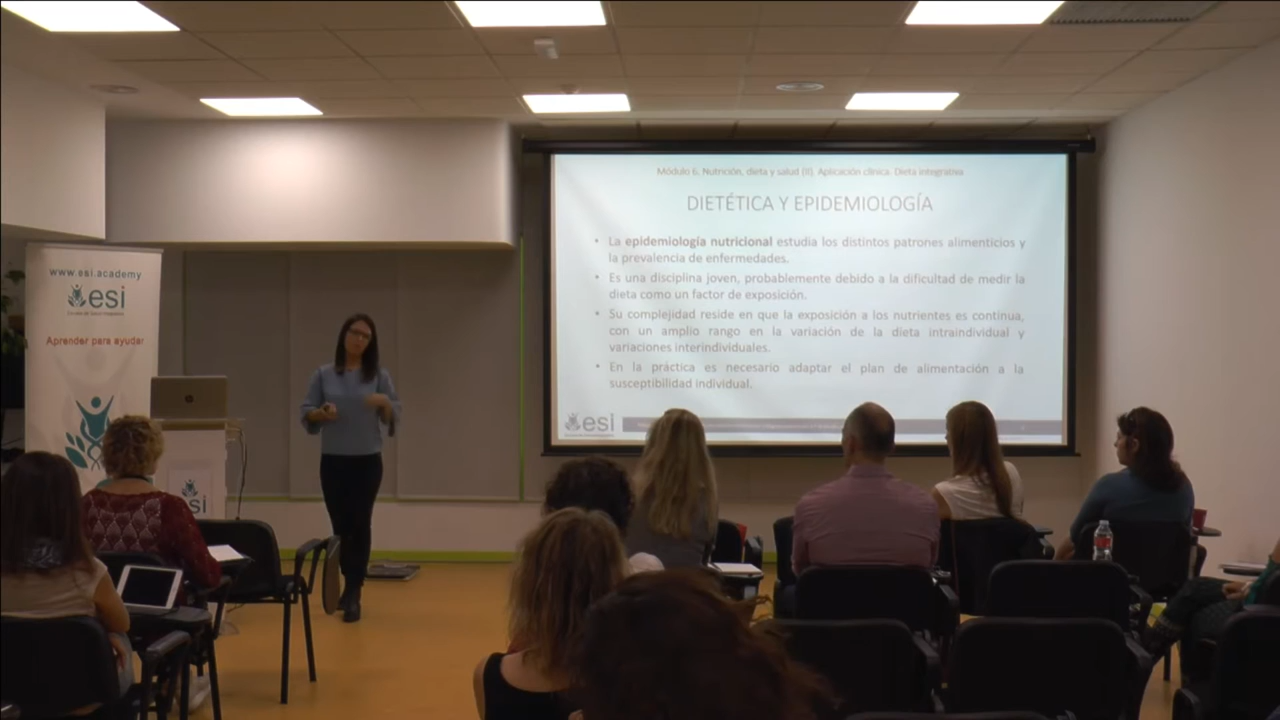 Módulo 6. Nutrición, dieta y salud (II). Aplicación clínica. Dieta integrativa
DIETÉTICA Y EPIDEMIOLOGÍA
• La epidemiología nutricional estudia los distintos patrones alimenticios y
la prevalencia de enfermedades.
• Es una disciplina joven, probablemente debido a la dificultad de medir la
dieta como un factor de exposición.
• Su complejidad reside en que la exposición a los nutrientes es continua,
con un amplio rango en la variación de la dieta intraindividual y
variaciones interindividuales.
• En la práctica es necesario adaptar el plan de alimentación a la
susceptibilidad individual.
esi
www.esi.academy
esi
Escuela de Salud Integrativa
Aprender para ayudar
esi